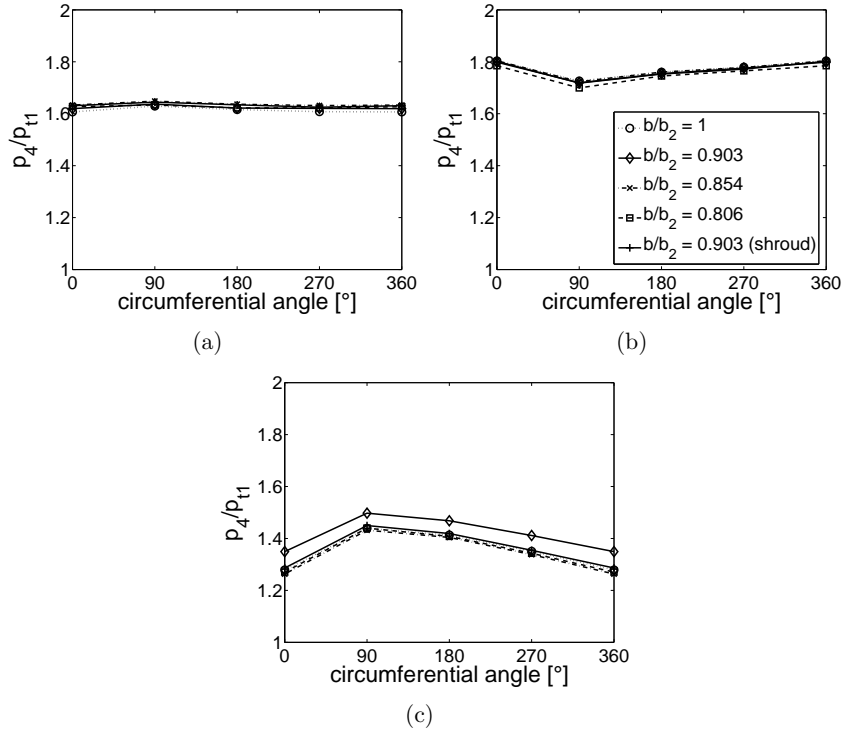 2
1.8
1.6
1.4
1.2
1
p4/pt1
0 90 180 270 360
circumferential angle [°]
(a)
2
1.8
1.6
1.4
1.2
1
p4/pt1
b/b2 = 1
b/b2 = 0.903
b/b2 = 0.854
b/b2 = 0.806
b/b2 = 0.903 (shroud)
0 90 180 270 360
circumferential angle [°]
(b)
2
1.8
1.6
1.4
1.2
1
p4/pt1
0 90 180 270 360
circumferential angle [°]
(c)